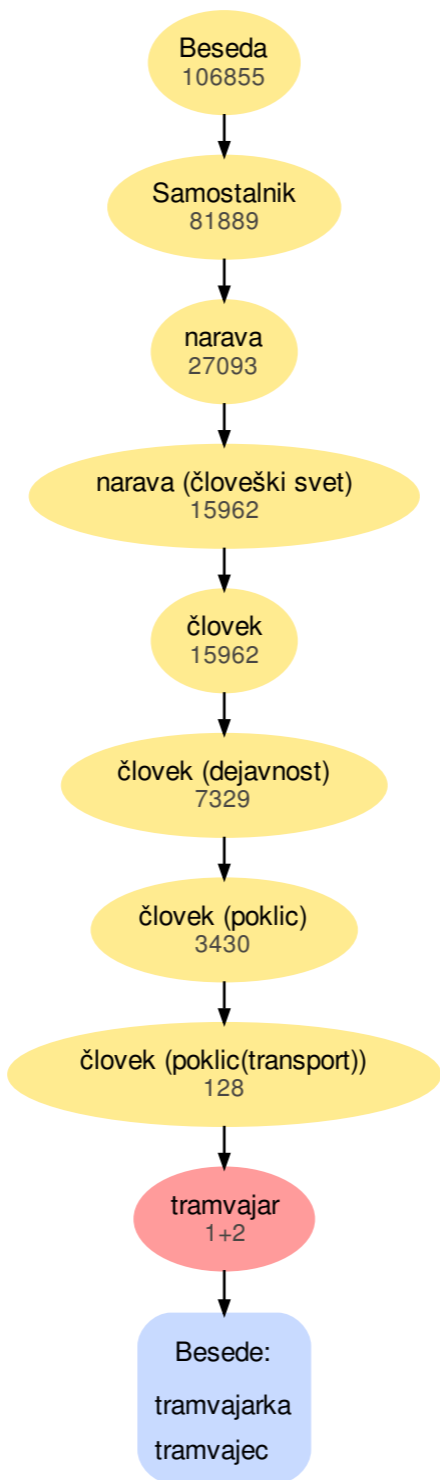 Beseda
106855
Samostalnik
81889
narava
27093
narava (človeški svet)
15962
človek
15962
človek (dejavnost)
7329
človek (poklic)
3430
človek (poklic(transport))
128
tramvajar
1+2
Besede:
tramvajarka
tramvajec